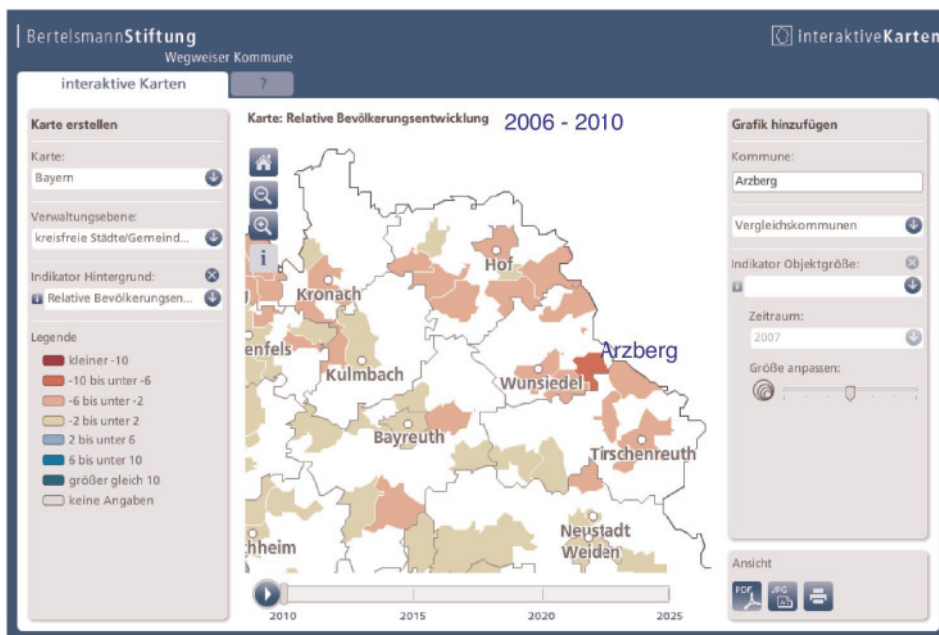 BertelsmannStiftung
Wegweiser Kommune
interaktiveKarten
interaktive Karten
?
Karte erstellen
Karte:
Bayern
Verwaltungsebene:
kreisfreie Städte/Gemeind...
Indikator Hintergrund:
Relative Bevölkerungsen...
Legende
kleiner -10
-10 bis unter -6
-6 bis unter -2
-2 bis unter 2
2 bis unter 6
6 bis unter 10
größer gleich 10
keine Angaben
Karte: Relative Bevölkerungsentwicklung 2006 - 2010
i
Hof
Kronach
enfels
Arzberg
Kulmbach
Wunsiedel
Bayreuth
Tirschenreuth
Neustadt
Weiden
chheim
2010 2015 2020 2025
Grafik hinzufügen
Kommune:
Arzberg
Vergleichskommunen
Indikator Objektgröße:
Zeitraum:
2007
Größe anpassen:
Ansicht
PDF
JPG